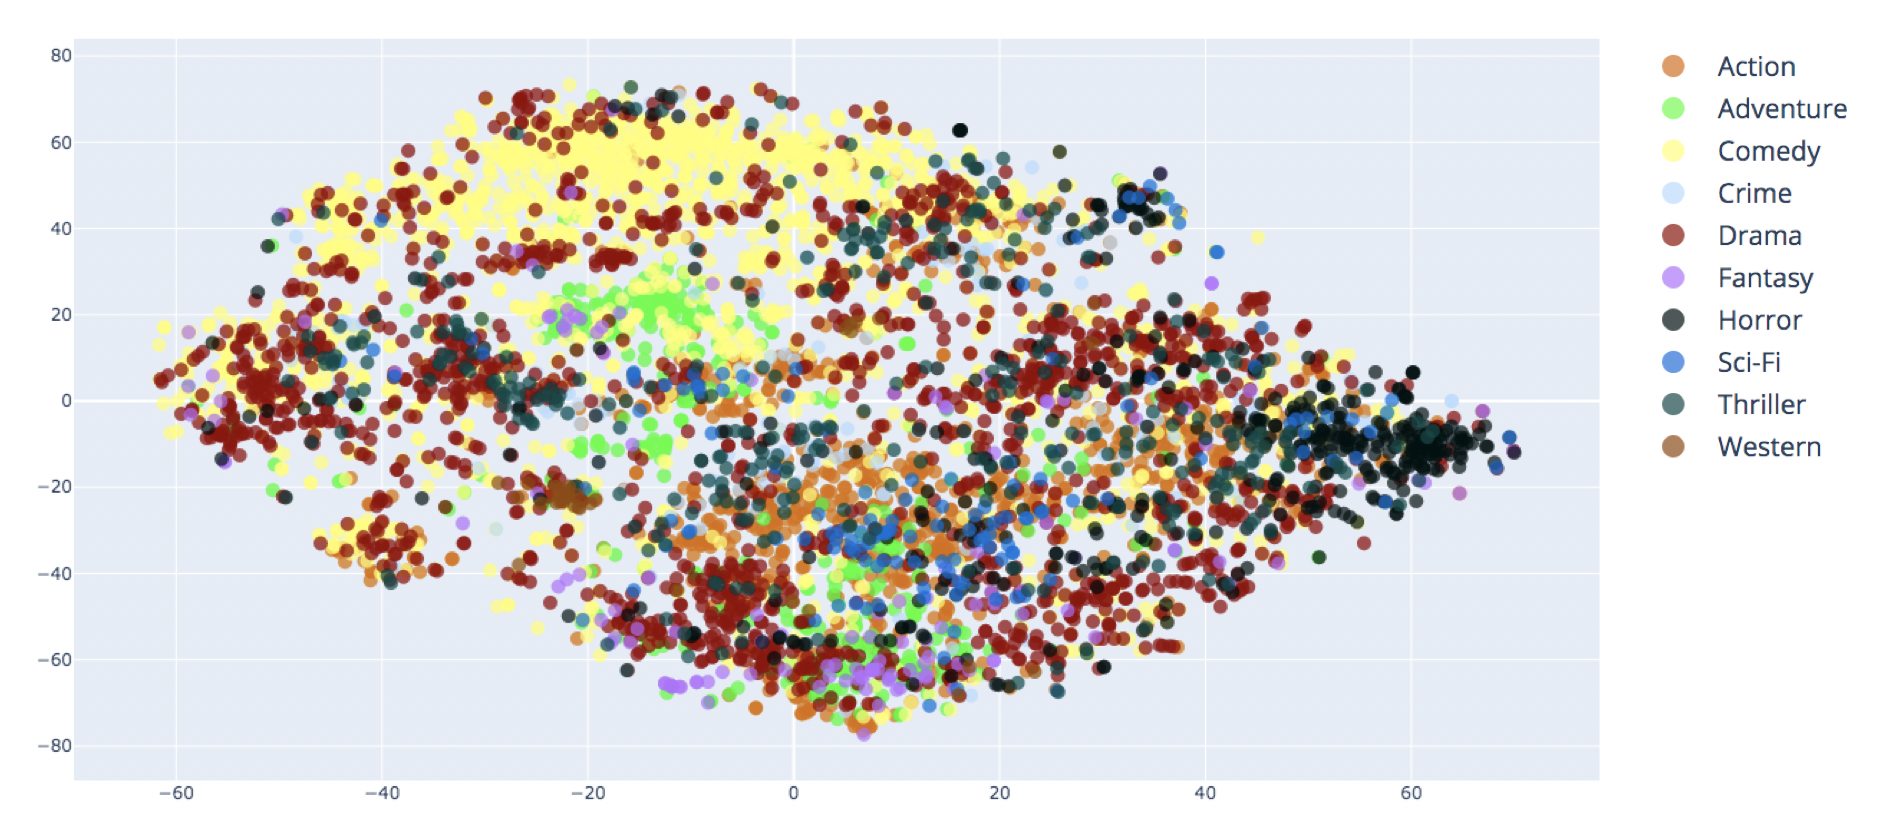 80
60
40
20
0
−20
−40
−60
−80
−60 −40 −20 0 20 40 60
Action
Adventure
Comedy
Crime
Drama
Fantasy
Horror
Sci-Fi
Thriller
Western